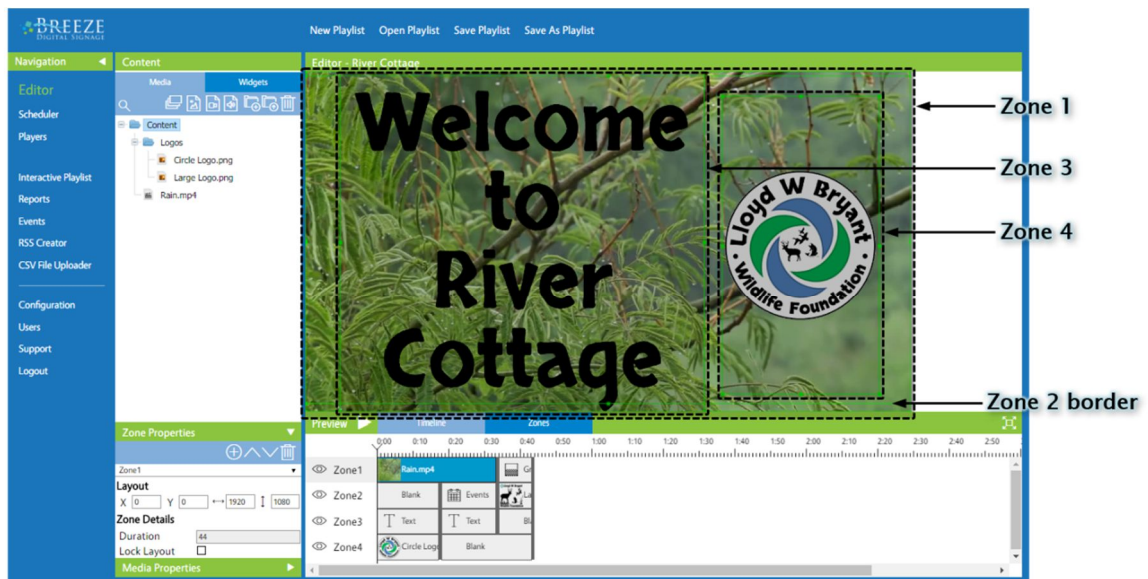 BREEZE
DIGITAL SIGNAGE
New Playlist Open Playlist Save Playlist Save As Playlist
Navigation
Content
Editor - River Cottage
Editor
Scheduler
Players
Interactive Playlist
Reports
Events
RSS Creator
CSV File Uploader
Configuration
Users
Support
Logout
Media Widgets
Content
Logos
Circle Logo.png
Large Logo.png
Rain.mp4
Welcome
to
River
Cottage
Lloyd W Bryant
Wildlife Foundation
Zone 1
Zone 3
Zone 4
Zone 2 border
Zone Properties
Zone1
Layout
X 0 Y 0 1920 1080
Zone Details
Duration 44
Lock Layout
Media Properties
Preview Timeline Zones
0:00 0:10 0:20 0:30 0:40 0:50 1:00 1:10 1:20 1:30 1:40 1:50 2:00 2:10 2:20 2:30 2:40 2:50
Zone1 Rain.mp4 Gr
Zone2 Blank Events La
Zone3 Text Text Bla
Zone4 Circle Logo Blank